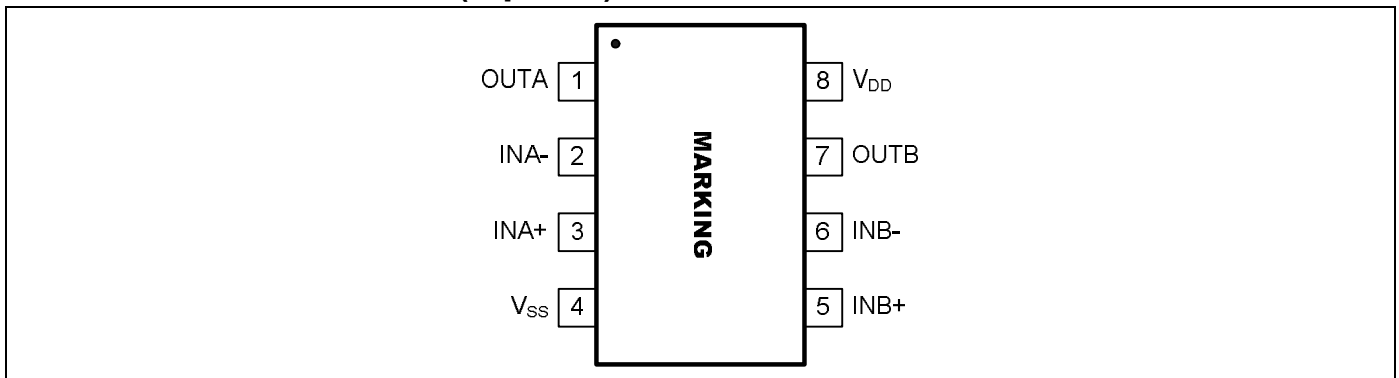 OUTA 1
INA- 2
INA+ 3
VSS 4
MARKING
8 VDD
7 OUTB
6 INB-
5 INB+